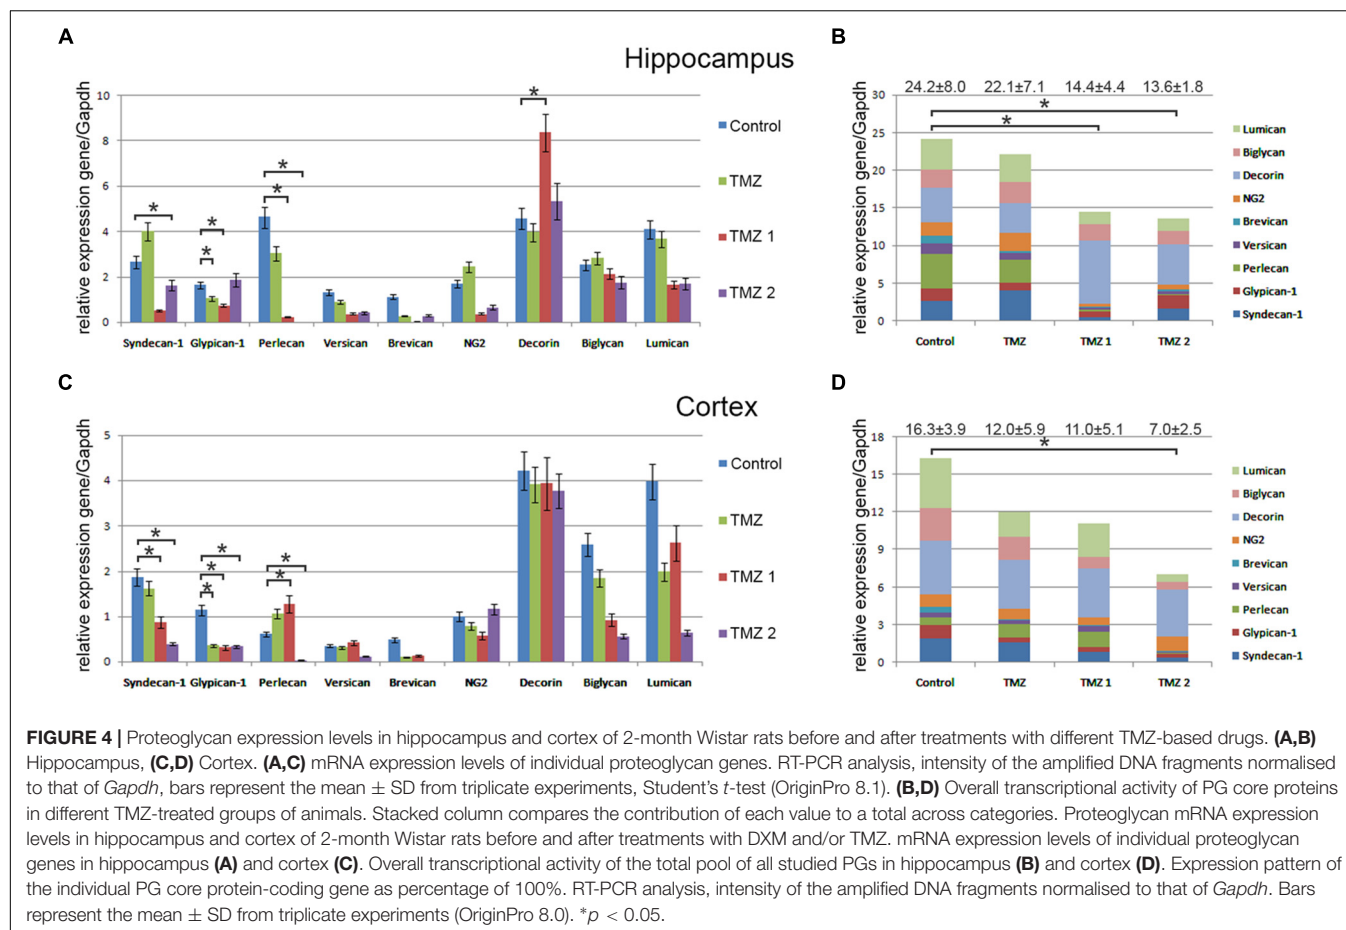 A
Hippocampus
B
relative expression gene/Gapdh
10
8
6
4
2
0
*
*
*
*
*
*
Syndecan-1 Glypican-1 Perlecan Versican Brevican NG2 Decorin Biglycan Lumican
Control
TMZ
TMZ 1
TMZ 2
24.2±8.0 22.1±7.1 14.4±4.4 13.6±1.8
relative expression gene/Gapdh
30
25
20
15
10
5
0
*
*
Control TMZ TMZ 1 TMZ 2
Lumican
Biglycan
Decorin
NG2
Brevican
Versican
Perlecan
Glypican-1
Syndecan-1
C
Cortex
D
relative expression gene/Gapdh
5
4
3
2
1
0
*
*
*
*
*
*
*
Syndecan-1 Glypican-1 Perlecan Versican Brevican NG2 Decorin Biglycan Lumican
Control
TMZ
TMZ 1
TMZ 2
16.3±3.9 12.0±5.9 11.0±5.1 7.0±2.5
relative expression gene/Gapdh
18
15
12
9
6
3
0
*
Control TMZ TMZ 1 TMZ 2
Lumican
Biglycan
Decorin
NG2
Brevican
Versican
Perlecan
Glypican-1
Syndecan-1
FIGURE 4 | Proteoglycan expression levels in hippocampus and cortex of 2-month Wistar rats before and after treatments with different TMZ-based drugs. (A,B)
Hippocampus, (C,D) Cortex. (A,C) mRNA expression levels of individual proteoglycan genes. RT-PCR analysis, intensity of the amplified DNA fragments normalised
to that of Gapdh, bars represent the mean ± SD from triplicate experiments, Student's t-test (OriginPro 8.1). (B,D) Overall transcriptional activity of PG core proteins
in different TMZ-treated groups of animals. Stacked column compares the contribution of each value to a total across categories. Proteoglycan mRNA expression
levels in hippocampus and cortex of 2-month Wistar rats before and after treatments with DXM and/or TMZ. mRNA expression levels of individual proteoglycan
genes in hippocampus (A) and cortex (C). Overall transcriptional activity of the total pool of all studied PGs in hippocampus (B) and cortex (D). Expression pattern of
the individual PG core protein-coding gene as percentage of 100%. RT-PCR analysis, intensity of the amplified DNA fragments normalised to that of Gapdh. Bars
represent the mean ± SD from triplicate experiments (OriginPro 8.0). *p < 0.05.